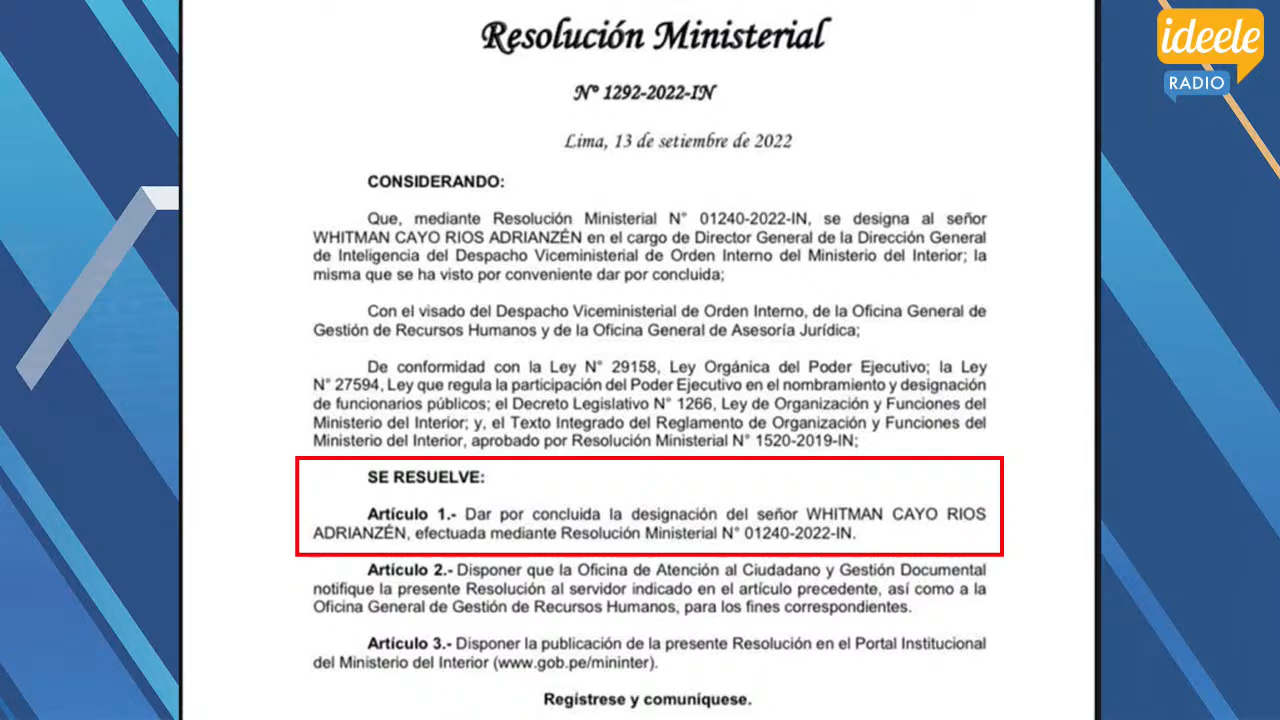 ideele
RADIO
Resolución Ministerial
Nº 1292-2022-IN
Lima, 13 de setiembre de 2022
CONSIDERANDO:
Que, mediante Resolución Ministerial N° 01240-2022-IN, se designa al señor
WHITMAN CAYO RIOS ADRIANZÉN en el cargo de Director General de la Dirección General
de Inteligencia del Despacho Viceministerial de Orden Interno del Ministerio del Interior; la
misma que se ha visto por conveniente dar por concluida;
Con el visado del Despacho Viceministerial de Orden Interno, de la Oficina General de
Gestión de Recursos Humanos y de la Oficina General de Asesoría Jurídica;
De conformidad con la Ley N° 29158, Ley Orgánica del Poder Ejecutivo; la Ley
N° 27594, Ley que regula la participación del Poder Ejecutivo en el nombramiento y designación
de funcionarios públicos; el Decreto Legislativo N° 1266, Ley de Organización y Funciones del
Ministerio del Interior; y, el Texto Integrado del Reglamento de Organización y Funciones del
Ministerio del Interior, aprobado por Resolución Ministerial N° 1520-2019-IN;
SE RESUELVE:
Artículo 1.- Dar por concluida la designación del señor WHITMAN CAYO RIOS
ADRIANZÉN, efectuada mediante Resolución Ministerial N° 01240-2022-IN.
Artículo 2.- Disponer que la Oficina de Atención al Ciudadano y Gestión Documental
notifique la presente Resolución al servidor indicado en el artículo precedente, así como a la
Oficina General de Gestión de Recursos Humanos, para los fines correspondientes.
Artículo 3.- Disponer la publicación de la presente Resolución en el Portal Institucional
del Ministerio del Interior (www.gob.pe/mininter).
Regístrese y comuníquese.